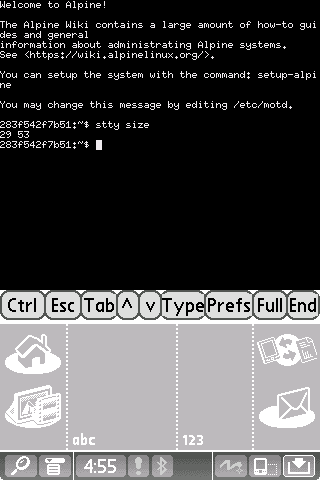 Welcome to Alpine!
The Alpine Wiki contains a large amount of how-to gui
des and general
information about administrating Alpine systems.
See <https://wiki.alpinelinux.org/>.
You can setup the system with the command: setup-alpi
ne
You may change this message by editing /etc/motd.
283f542f7b51:~$ stty size
29 53
283f542f7b51:~$
Ctrl Esc Tab ^ v Type Prefs Full End
abc 123
4:55